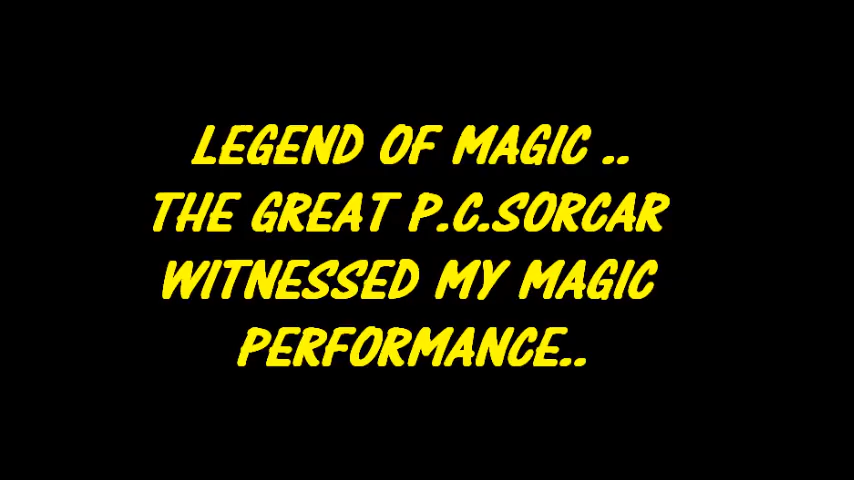 LEGEND OF MAGIC ..
THE GREAT P.C.SORCAR
WITNESSED MY MAGIC
PERFORMANCE..